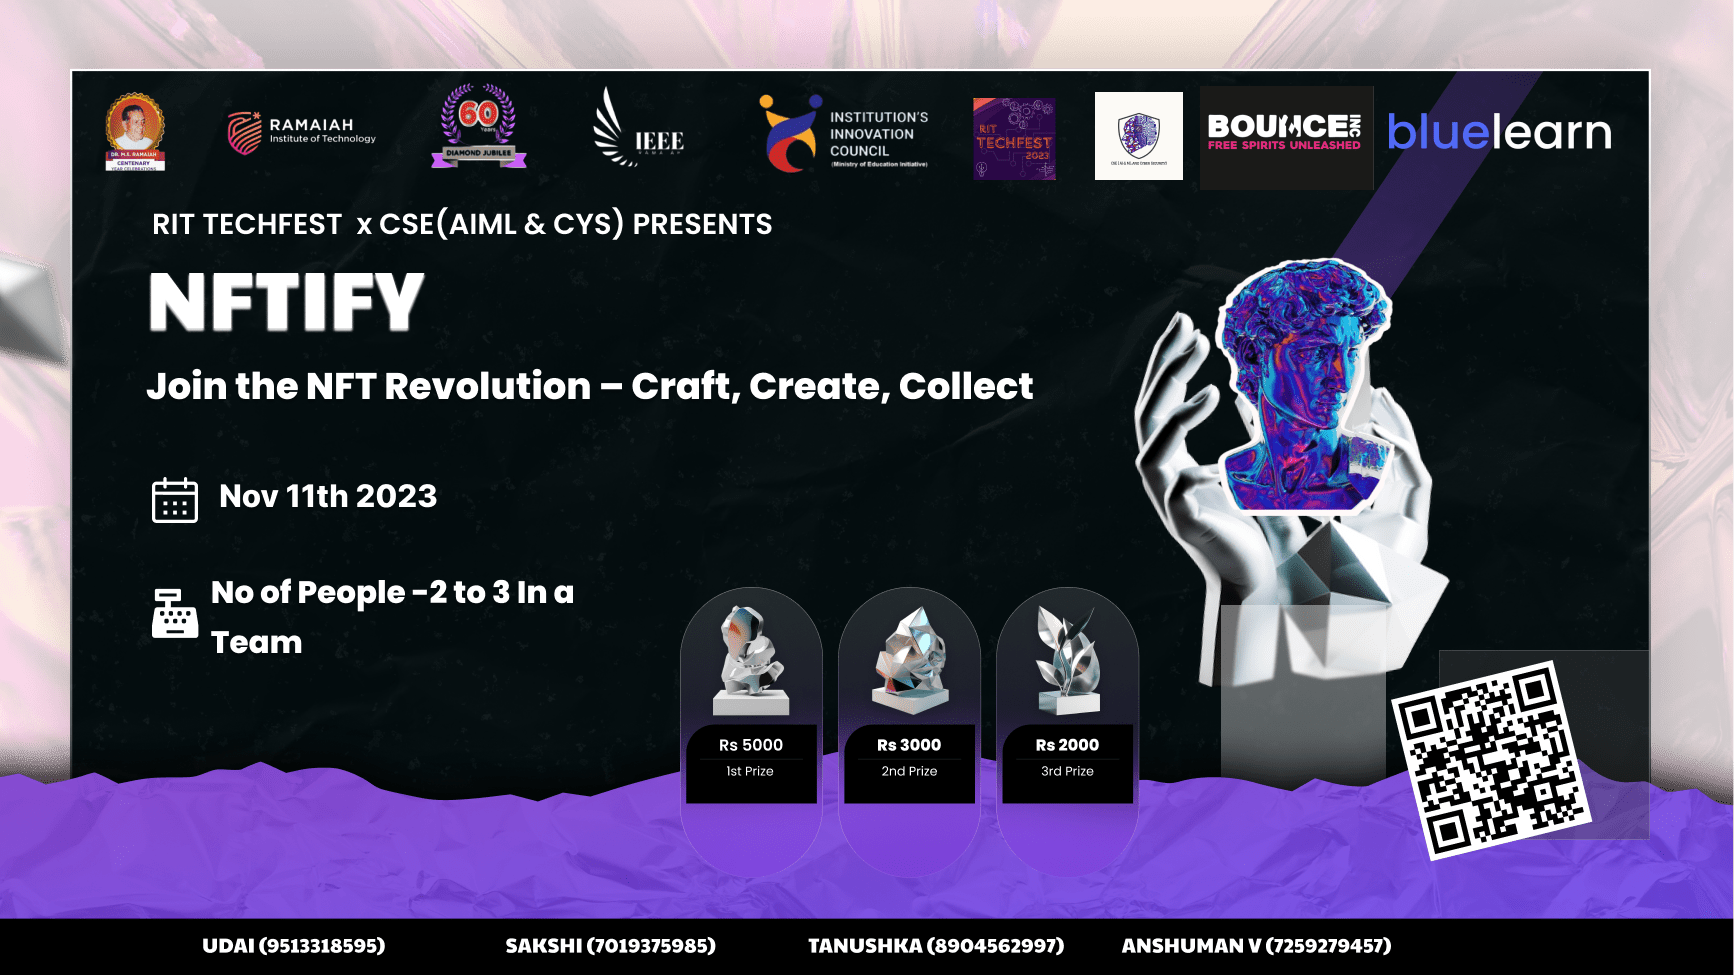 DR. M.S. RAMAIAH
CENTENARY
YEAR CELEBRATIONS
RAMAIAH
Institute of Technology
60
Years
DIAMOND JUBILEE
IEEE
INSTITUTION'S
INNOVATION
COUNCIL
(Ministry of Education Initiative)
RIT
TECHFEST
2023
BOUNCE INC
FREE SPIRITS UNLEASHED
bluelearn
RIT TECHFEST x CSE(AIML & CYS) PRESENTS
NFTIFY
Join the NFT Revolution – Craft, Create, Collect
Nov 11th 2023
No of People -2 to 3 In a
Team
Rs 5000
1st Prize
Rs 3000
2nd Prize
Rs 2000
3rd Prize
UDAI (9513318595)
SAKSHI (7019375985)
TANUSHKA (8904562997)
ANSHUMAN V (7259279457)